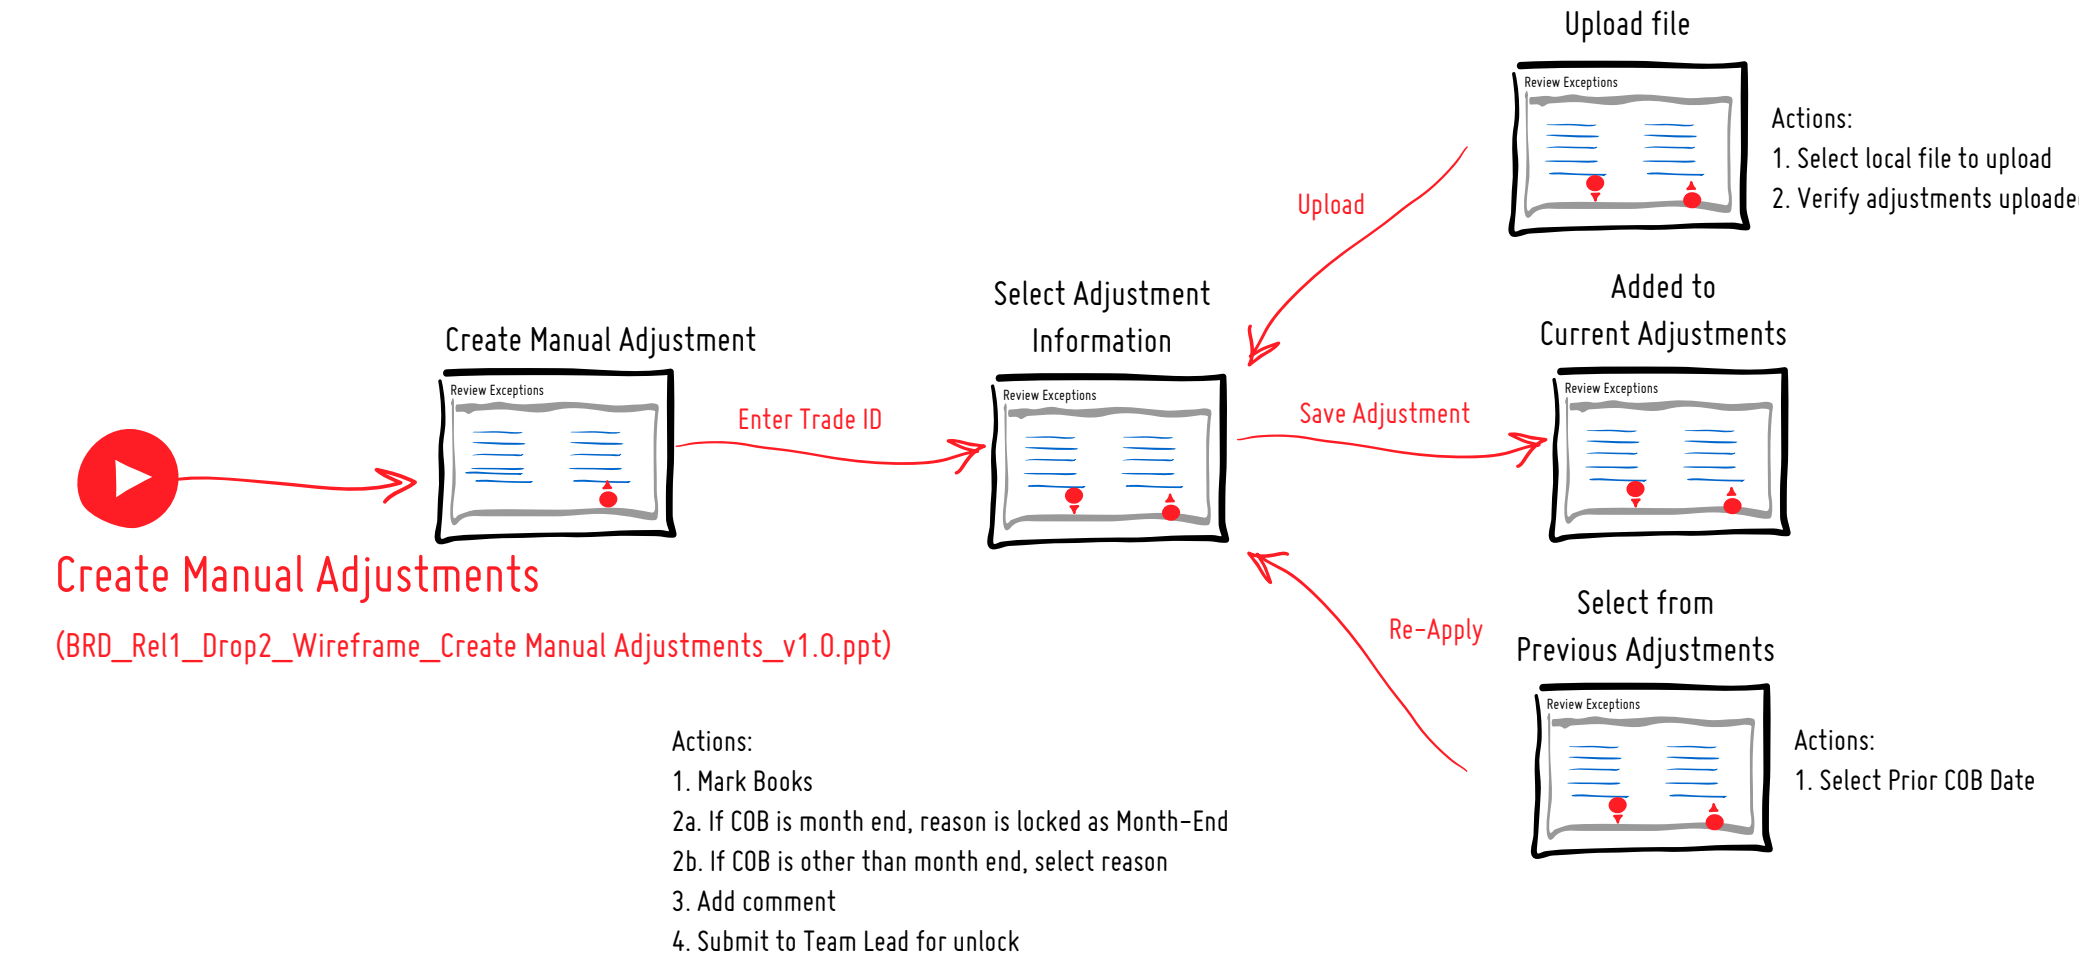 Upload file
Review Exceptions
Actions:
1. Select local file to upload
2. Verify adjustments uploade
Upload
Select Adjustment
Information
Review Exceptions
Added to
Current Adjustments
Review Exceptions
Create Manual Adjustment
Review Exceptions
Enter Trade ID
Save Adjustment
Create Manual Adjustments
(BRD_Rel1_Drop2_Wireframe_Create Manual Adjustments_v1.0.ppt)
Re-Apply
Select from
Previous Adjustments
Review Exceptions
Actions:
1. Select Prior COB Date
Actions:
1. Mark Books
2a. If COB is month end, reason is locked as Month-End
2b. If COB is other than month end, select reason
3. Add comment
4. Submit to Team Lead for unlock